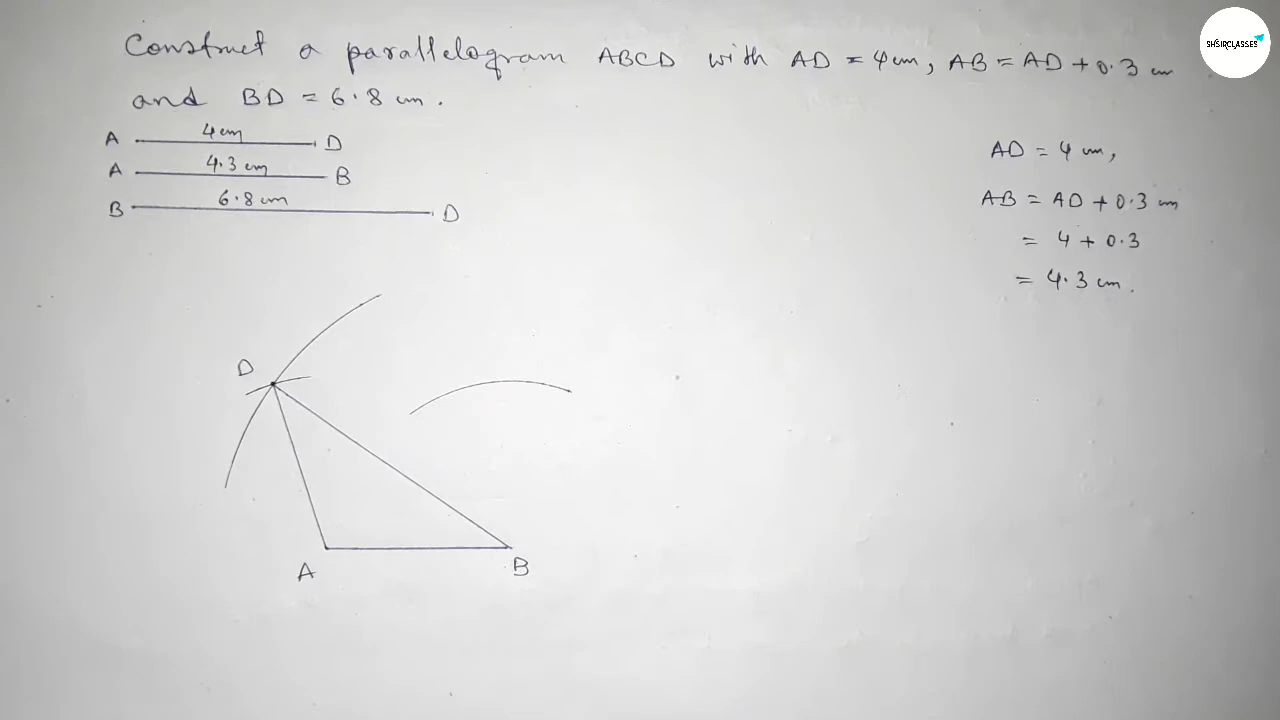 SHSIRCLASSES
Construct a parallelogram ABCD with AD = 4 cm, AB = AD + 0.3 cm
and BD = 6.8 cm.
A 4 cm D
A 4.3 cm B
B 6.8 cm D
AD = 4 cm,
AB = AD + 0.3 cm
= 4 + 0.3
= 4.3 cm.
D
A
B